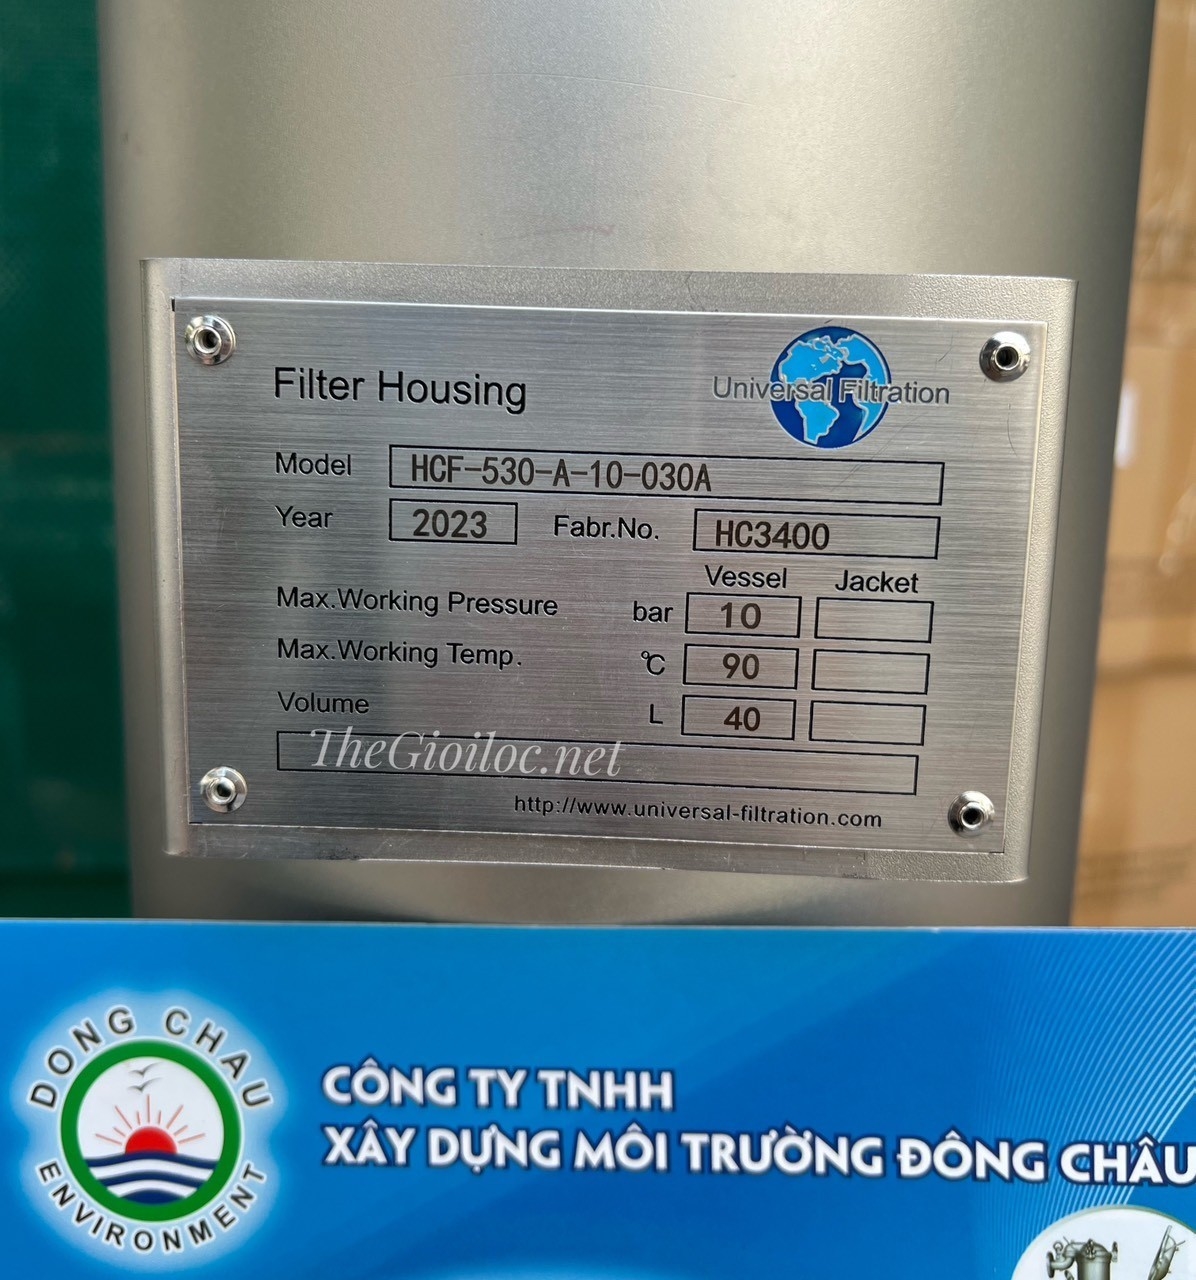 Filter Housing
Universal Filtration
Model HCF-530-A-10-030A
Year 2023 Fabr.No. HC3400
Vessel Jacket
Max.Working Pressure bar 10
Max.Working Temp. ℃ 90
Volume L 40
TheGioiloc.net
http://www.universal-filtration.com
DONG CHAU
ENVIRONMENT
CÔNG TY TNHH
XÂY DỰNG MÔI TRƯỜNG ĐÔNG CHÂU